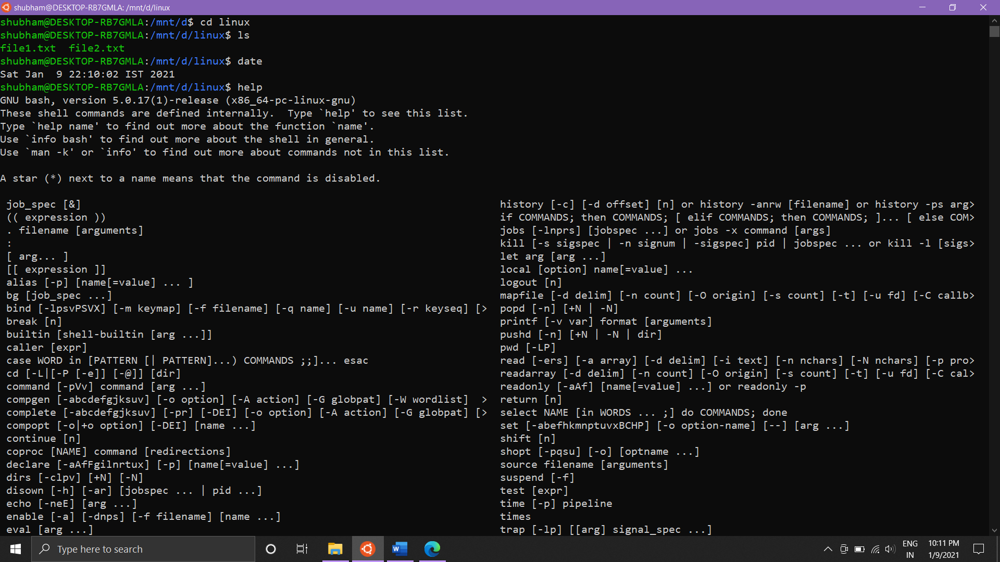 shubham@DESKTOP-RB7GMLA: /mnt/d/linux
shubham@DESKTOP-RB7GMLA:/mnt/d$ cd linux
shubham@DESKTOP-RB7GMLA:/mnt/d/linux$ ls
file1.txt  file2.txt
shubham@DESKTOP-RB7GMLA:/mnt/d/linux$ date
Sat Jan  9 22:10:02 IST 2021
shubham@DESKTOP-RB7GMLA:/mnt/d/linux$ help
GNU bash, version 5.0.17(1)-release (x86_64-pc-linux-gnu)
These shell commands are defined internally.  Type `help' to see this list.
Type `help name' to find out more about the function `name'.
Use `info bash' to find out more about the shell in general.
Use `man -k' or `info' to find out more about commands not in this list.
A star (*) next to a name means that the command is disabled.
job_spec [&]
(( expression ))
. filename [arguments]
:
[ arg... ]
[[ expression ]]
alias [-p] [name[=value] ... ]
bg [job_spec ...]
bind [-lpsvPSVX] [-m keymap] [-f filename] [-q name] [-u name] [-r keyseq] [>
break [n]
builtin [shell-builtin [arg ...]]
caller [expr]
case WORD in [PATTERN [| PATTERN]...) COMMANDS ;;]... esac
cd [-L|[-P [-e]] [-@]] [dir]
command [-pVv] command [arg ...]
compgen [-abcdefgjksuv] [-o option] [-A action] [-G globpat] [-W wordlist]  >
complete [-abcdefgjksuv] [-pr] [-DEI] [-o option] [-A action] [-G globpat] [>
compopt [-o|+o option] [-DEI] [name ...]
continue [n]
coproc [NAME] command [redirections]
declare [-aAfFgilnrtux] [-p] [name[=value] ...]
dirs [-clpv] [+N] [-N]
disown [-h] [-ar] [jobspec ... | pid ...]
echo [-neE] [arg ...]
enable [-a] [-dnps] [-f filename] [name ...]
eval [arg ...]
history [-c] [-d offset] [n] or history -anrw [filename] or history -ps arg>
if COMMANDS; then COMMANDS; [ elif COMMANDS; then COMMANDS; ]... [ else COM>
jobs [-lnprs] [jobspec ...] or jobs -x command [args]
kill [-s sigspec | -n signum | -sigspec] pid | jobspec ... or kill -l [sigs>
let arg [arg ...]
local [option] name[=value] ...
logout [n]
mapfile [-d delim] [-n count] [-O origin] [-s count] [-t] [-u fd] [-C callb>
popd [-n] [+N | -N]
printf [-v var] format [arguments]
pushd [-n] [+N | -N | dir]
pwd [-LP]
read [-ers] [-a array] [-d delim] [-i text] [-n nchars] [-N nchars] [-p pro>
readarray [-d delim] [-n count] [-O origin] [-s count] [-t] [-u fd] [-C cal>
readonly [-aAf] [name[=value] ...] or readonly -p
return [n]
select NAME [in WORDS ... ;] do COMMANDS; done
set [-abefhkmnptuvxBCHP] [-o option-name] [--] [arg ...]
shift [n]
shopt [-pqsu] [-o] [optname ...]
source filename [arguments]
suspend [-f]
test [expr]
time [-p] pipeline
times
trap [-lp] [[arg] signal_spec ...]
Type here to search
ENG
IN
10:11 PM
1/9/2021